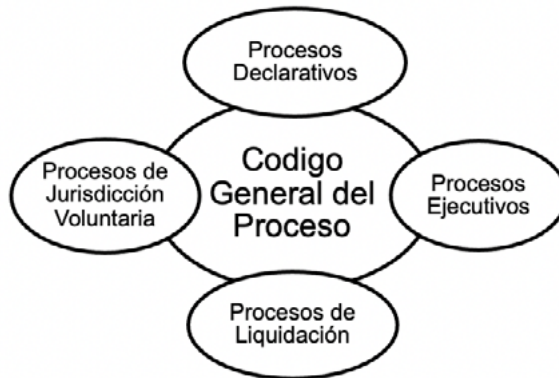 Procesos
Declarativos
Procesos de
Jurisdicción
Voluntaria
Codigo
General del
Proceso
Procesos
Ejecutivos
Procesos de
Liquidación